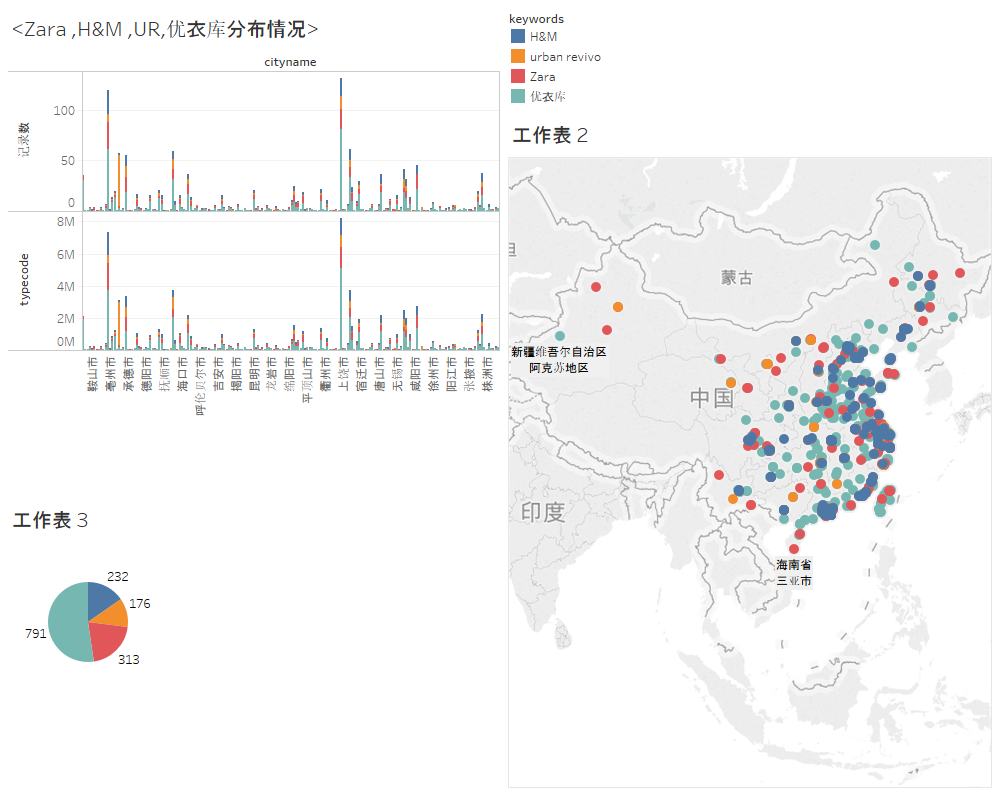 <Zara ,H&M ,UR,优衣库分布情况>
cityname
记录数
100
50
0
typecode
8M
6M
4M
2M
0M
鞍山市
亳州市
承德市
德阳市
抚顺市
海口市
呼伦贝尔市
吉安市
揭阳市
昆明市
龙岩市
绵阳市
平顶山市
衢州市
上饶市
宿迁市
唐山市
无锡市
咸阳市
徐州市
阳江市
张掖市
株洲市
工作表 3
232
176
313
791
keywords
H&M
urban revivo
Zara
优衣库
工作表 2
蒙古
新疆维吾尔自治区
阿克苏地区
中国
印度
海南省
三亚市